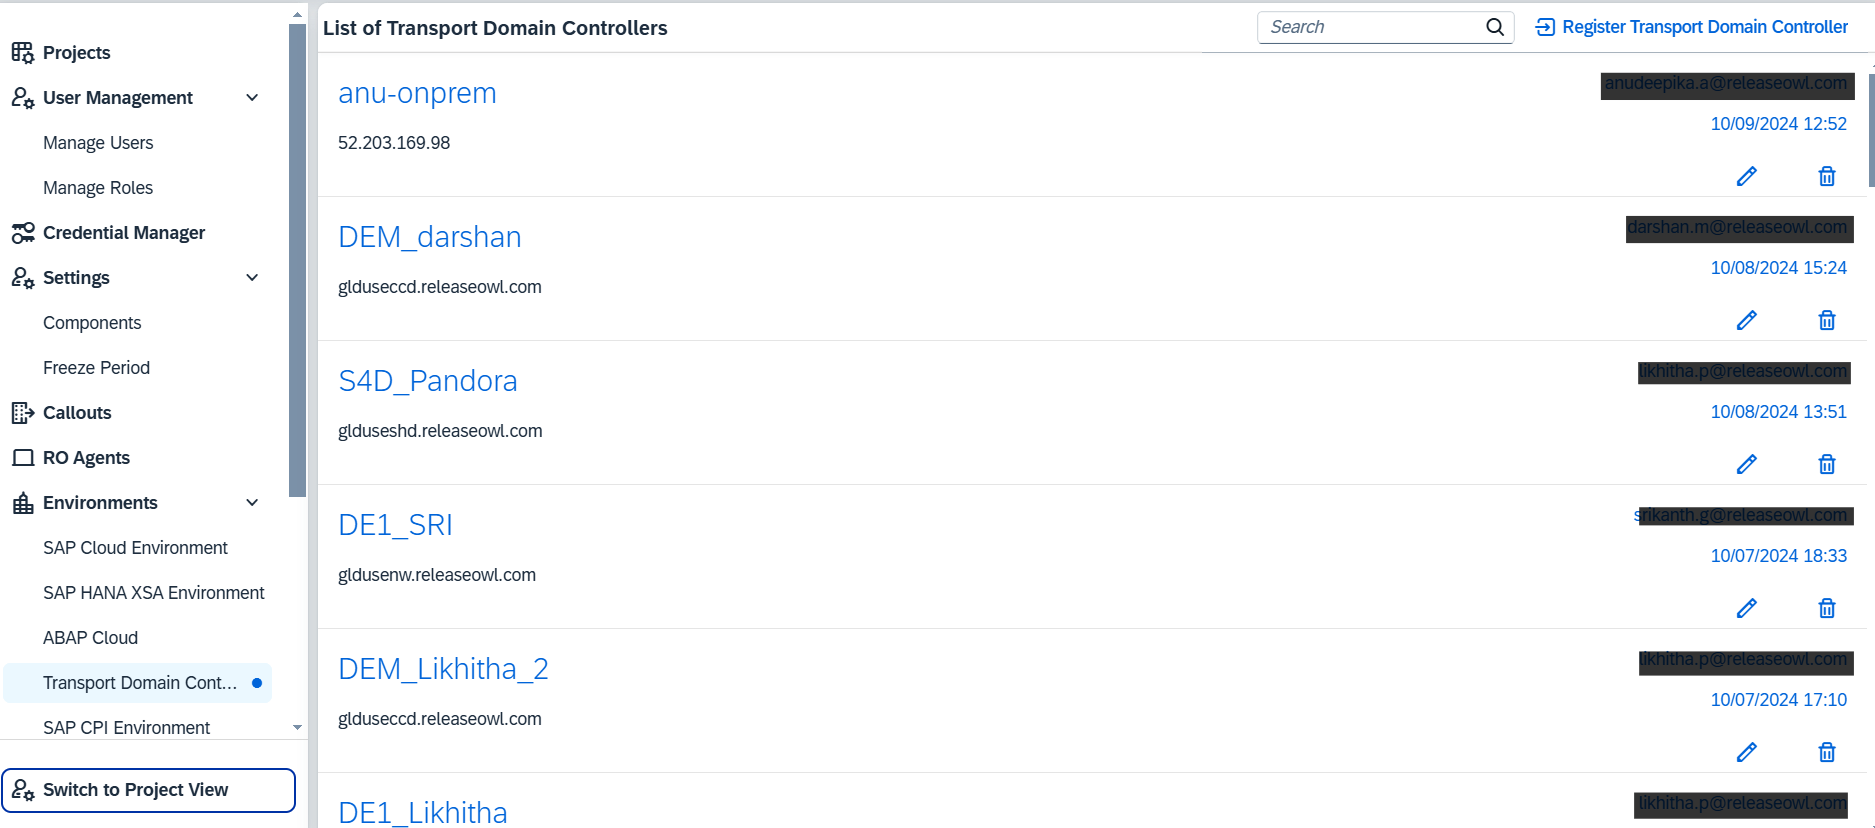 Projects
User Management
Manage Users
Manage Roles
Credential Manager
Settings
Components
Freeze Period
Callouts
RO Agents
Environments
SAP Cloud Environment
SAP HANA XSA Environment
ABAP Cloud
Transport Domain Cont...
SAP CPI Environment
Switch to Project View
List of Transport Domain Controllers
Search
Register Transport Domain Controller
anu-onprem
anudeepika.a@releaseowl.com
52.203.169.98
10/09/2024 12:52
DEM_darshan
darshan.m@releaseowl.com
glduseccd.releaseowl.com
10/08/2024 15:24
S4D_Pandora
likhitha.p@releaseowl.com
glduseshd.releaseowl.com
10/08/2024 13:51
DE1_SRI
srikanth.g@releaseowl.com
gldusenw.releaseowl.com
10/07/2024 18:33
DEM_Likhitha_2
likhitha.p@releaseowl.com
glduseccd.releaseowl.com
10/07/2024 17:10
DE1_Likhitha
likhitha.p@releaseowl.com